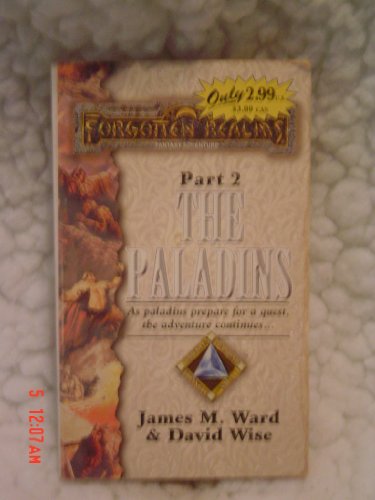 Only 2.99 U.S.
$3.99 CAN
FORGOTTEN REALMS
FANTASY ADVENTURE
Part 2
THE
PALADINS
As paladins prepare for a quest,
the adventure continues...
James M. Ward
& David Wise
5 12:07AM